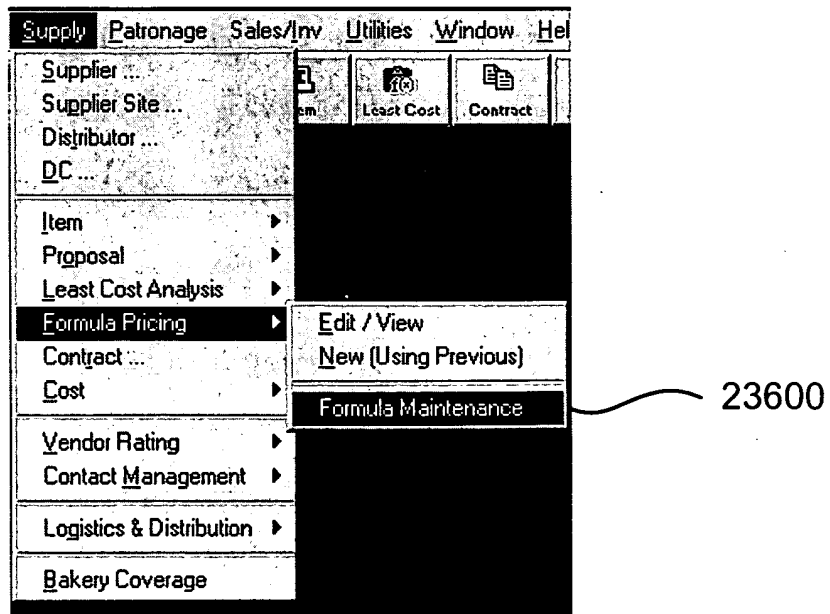 Supply Patronage Sales/Inv Utilities Window Hel
Supplier ...
Supplier Site ...
Distributor ...
DC ...
em Least Cost Contract
Item
Proposal
Least Cost Analysis
Formula Pricing
Edit / View
New (Using Previous)
Formula Maintenance
23600
Contract ...
Cost
Vendor Rating
Contact Management
Logistics & Distribution
Bakery Coverage